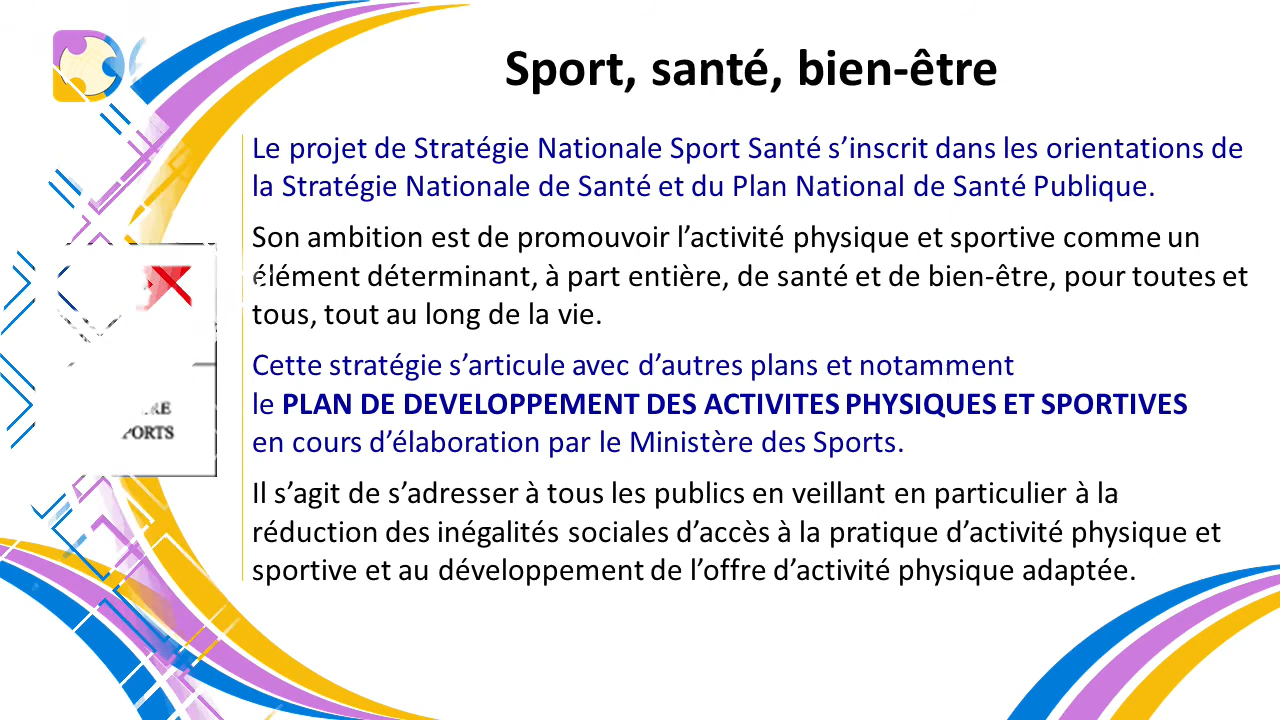 Sport, santé, bien-être
Le projet de Stratégie Nationale Sport Santé s’inscrit dans les orientations de
la Stratégie Nationale de Santé et du Plan National de Santé Publique.
Son ambition est de promouvoir l’activité physique et sportive comme un
élément déterminant, à part entière, de santé et de bien-être, pour toutes et
tous, tout au long de la vie.
Cette stratégie s’articule avec d’autres plans et notamment
le PLAN DE DEVELOPPEMENT DES ACTIVITES PHYSIQUES ET SPORTIVES
en cours d’élaboration par le Ministère des Sports.
Il s’agit de s’adresser à tous les publics en veillant en particulier à la
réduction des inégalités sociales d’accès à la pratique d’activité physique et
sportive et au développement de l’offre d’activité physique adaptée.